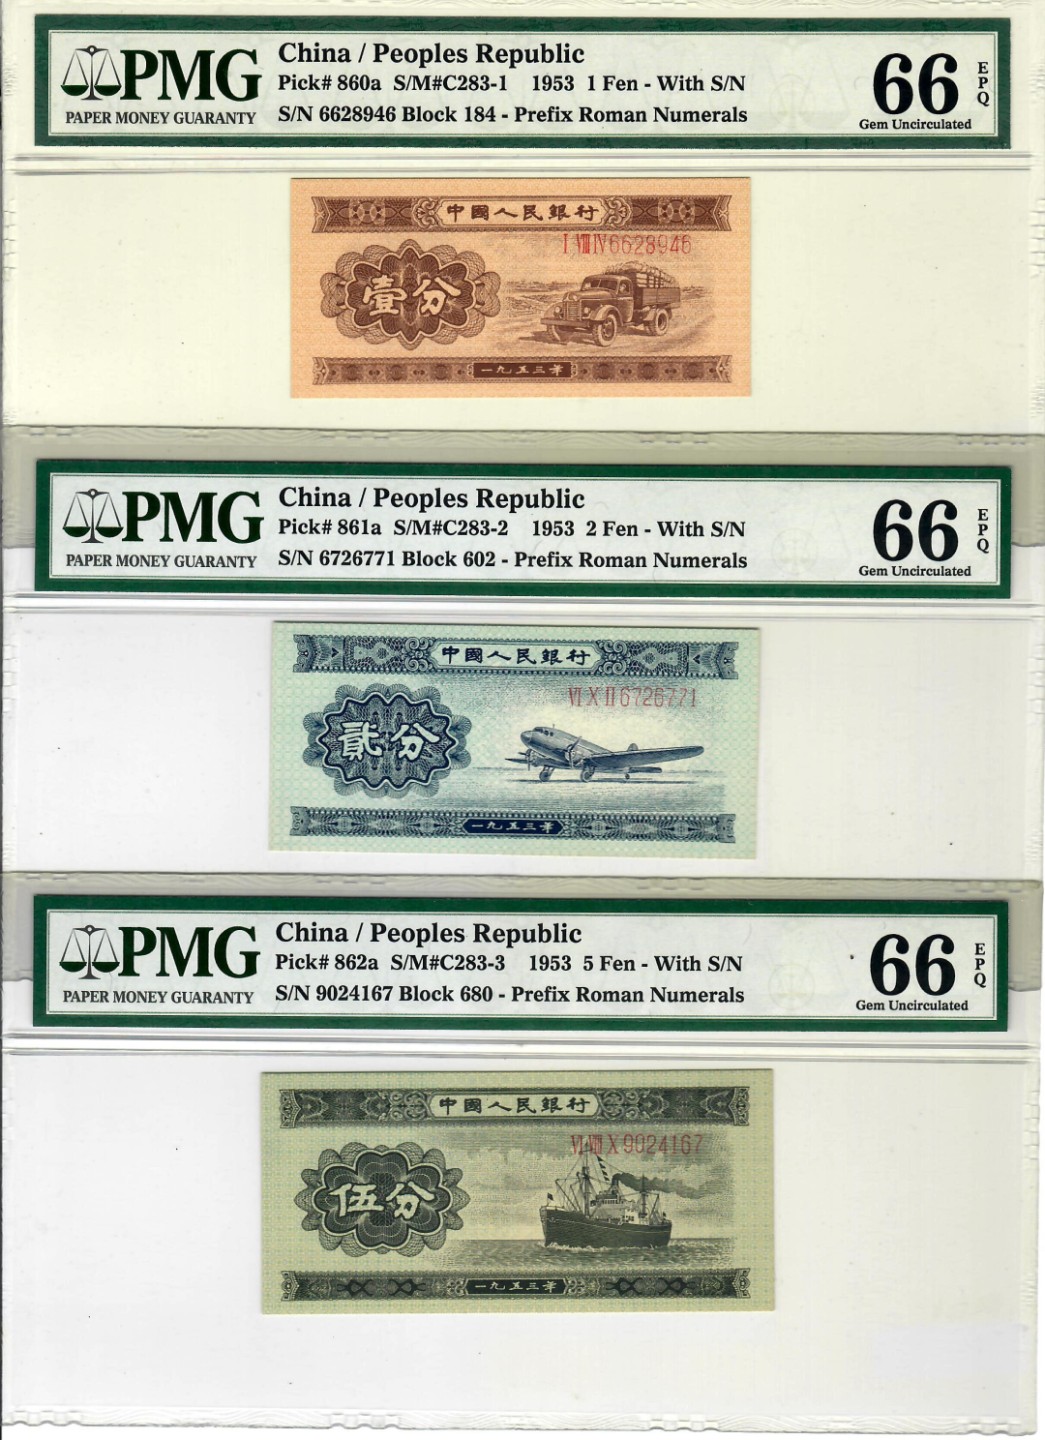 PMG
PAPER MONEY GUARANTY
China / Peoples Republic
Pick# 860a S/M#C283-1 1953 1 Fen - With S/N
S/N 6628946 Block 184 - Prefix Roman Numerals
66
EPQ
Gem Uncirculated
中國人民銀行
I VIII IV 6628946
壹分
一九五三年
PMG
PAPER MONEY GUARANTY
China / Peoples Republic
Pick# 861a S/M#C283-2 1953 2 Fen - With S/N
S/N 6726771 Block 602 - Prefix Roman Numerals
66
EPQ
Gem Uncirculated
中國人民銀行
VI X II 6726771
貳分
一九五三年
PMG
PAPER MONEY GUARANTY
China / Peoples Republic
Pick# 862a S/M#C283-3 1953 5 Fen - With S/N
S/N 9024167 Block 680 - Prefix Roman Numerals
66
EPQ
Gem Uncirculated
中國人民銀行
VI VIII X 9024167
伍分
一九五三年